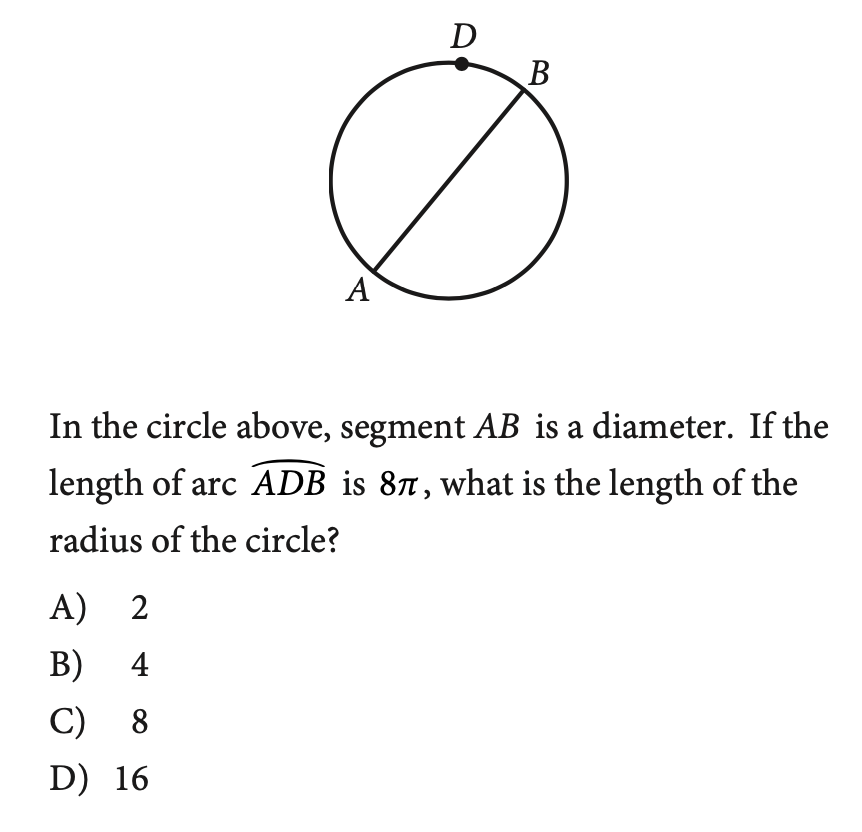 D
B
A
In the circle above, segment AB is a diameter. If the
length of arc ADB is 8π, what is the length of the
radius of the circle?
A) 2
B) 4
C) 8
D) 16